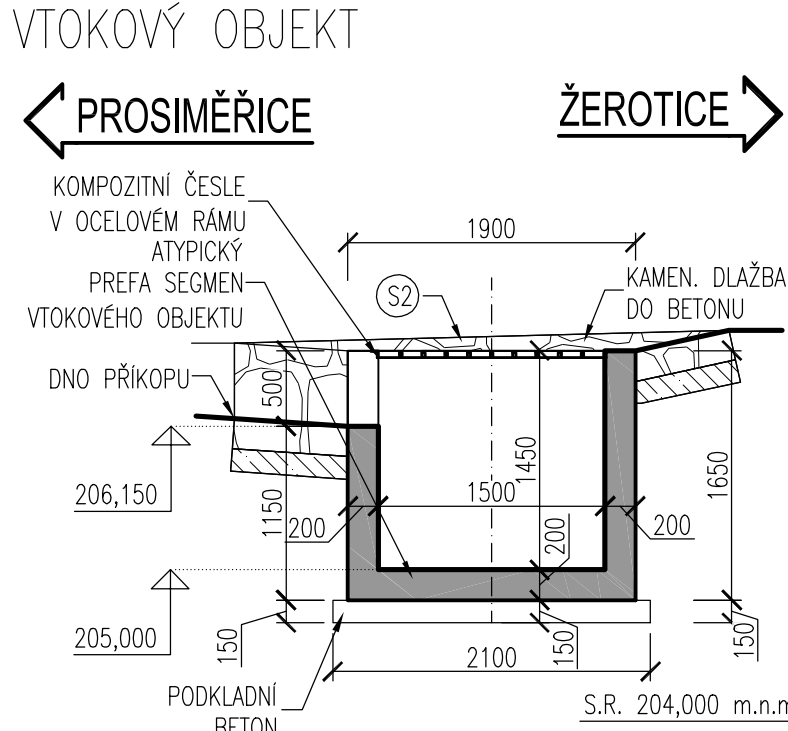 VTOKOVÝ OBJEKT
PROSIMĚŘICE
ŽEROTICE
KOMPOZITNÍ ČESLE
V OCELOVÉM RÁMU
ATYPICKÝ
PREFA SEGMEN
VTOKOVÉHO OBJEKTU
1900
S2
KAMEN. DLAŽBA
DO BETONU
DNO PŘÍKOPU
500
1450
1650
206,150
1150
1500
200
200
200
205,000
150
150
150
2100
PODKLADNÍ
BETON
S.R. 204,000 m.n.m